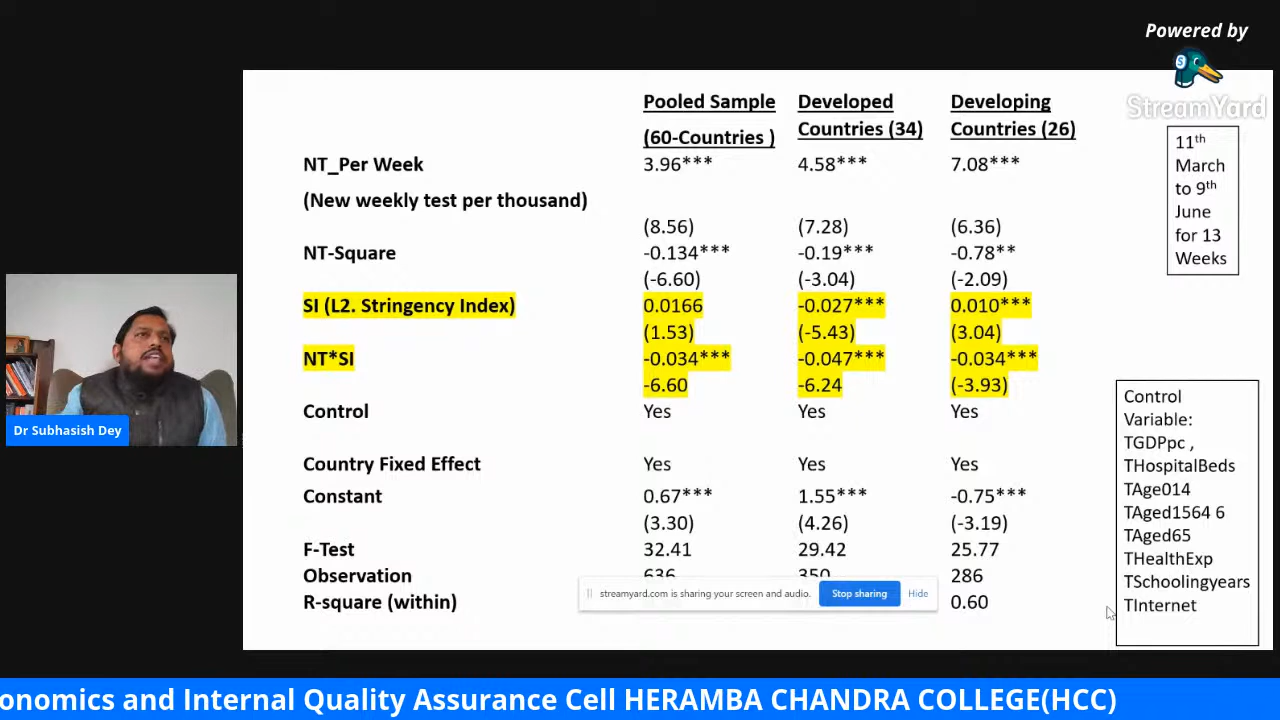 Powered by
StreamYard
Pooled Sample Developed Developing
(60-Countries ) Countries (34) Countries (26)
NT_Per Week 3.96*** 4.58*** 7.08***
(New weekly test per thousand)
(8.56) (7.28) (6.36)
NT-Square -0.134*** -0.19*** -0.78**
(-6.60) (-3.04) (-2.09)
SI (L2. Stringency Index) 0.0166 -0.027*** 0.010***
(1.53) (-5.43) (3.04)
NT*SI -0.034*** -0.047*** -0.034***
-6.60 -6.24 (-3.93)
Control Yes Yes Yes
Country Fixed Effect Yes Yes Yes
Constant 0.67*** 1.55*** -0.75***
(3.30) (4.26) (-3.19)
F-Test 32.41 29.42 25.77
Observation 636 350 286
R-square (within) 0.60
11th
March
to 9th
June
for 13
Weeks
Control
Variable:
TGDPpc ,
THospitalBeds
TAge014
TAged1564 6
TAged65
THealthExp
TSchoolingyears
TInternet
streamyard.com is sharing your screen and audio. Stop sharing Hide
Dr Subhasish Dey
onomics and Internal Quality Assurance Cell HERAMBA CHANDRA COLLEGE(HCC)